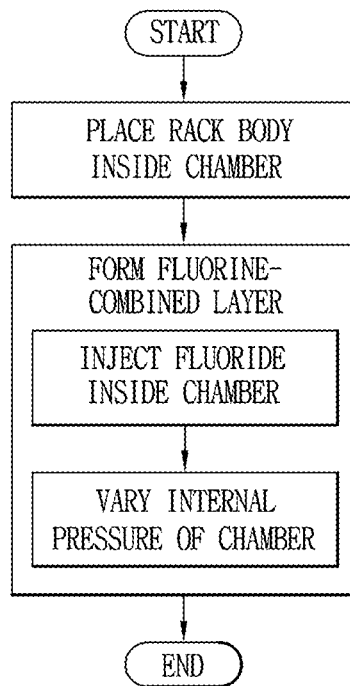 START
PLACE RACK BODY
INSIDE CHAMBER
FORM FLUORINE-
COMBINED LAYER
INJECT FLUORIDE
INSIDE CHAMBER
VARY INTERNAL
PRESSURE OF CHAMBER
END